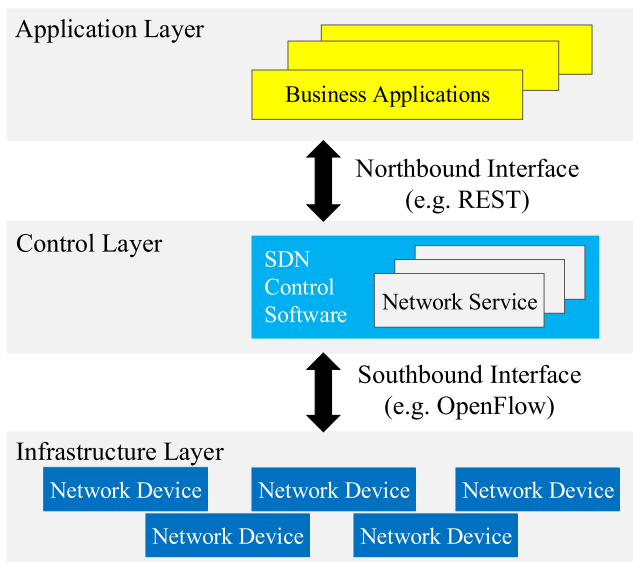 Application Layer
Business Applications
Northbound Interface
(e.g. REST)
Control Layer
SDN
Control
Software
Network Service
Southbound Interface
(e.g. OpenFlow)
Infrastructure Layer
Network Device
Network Device
Network Device
Network Device
Network Device